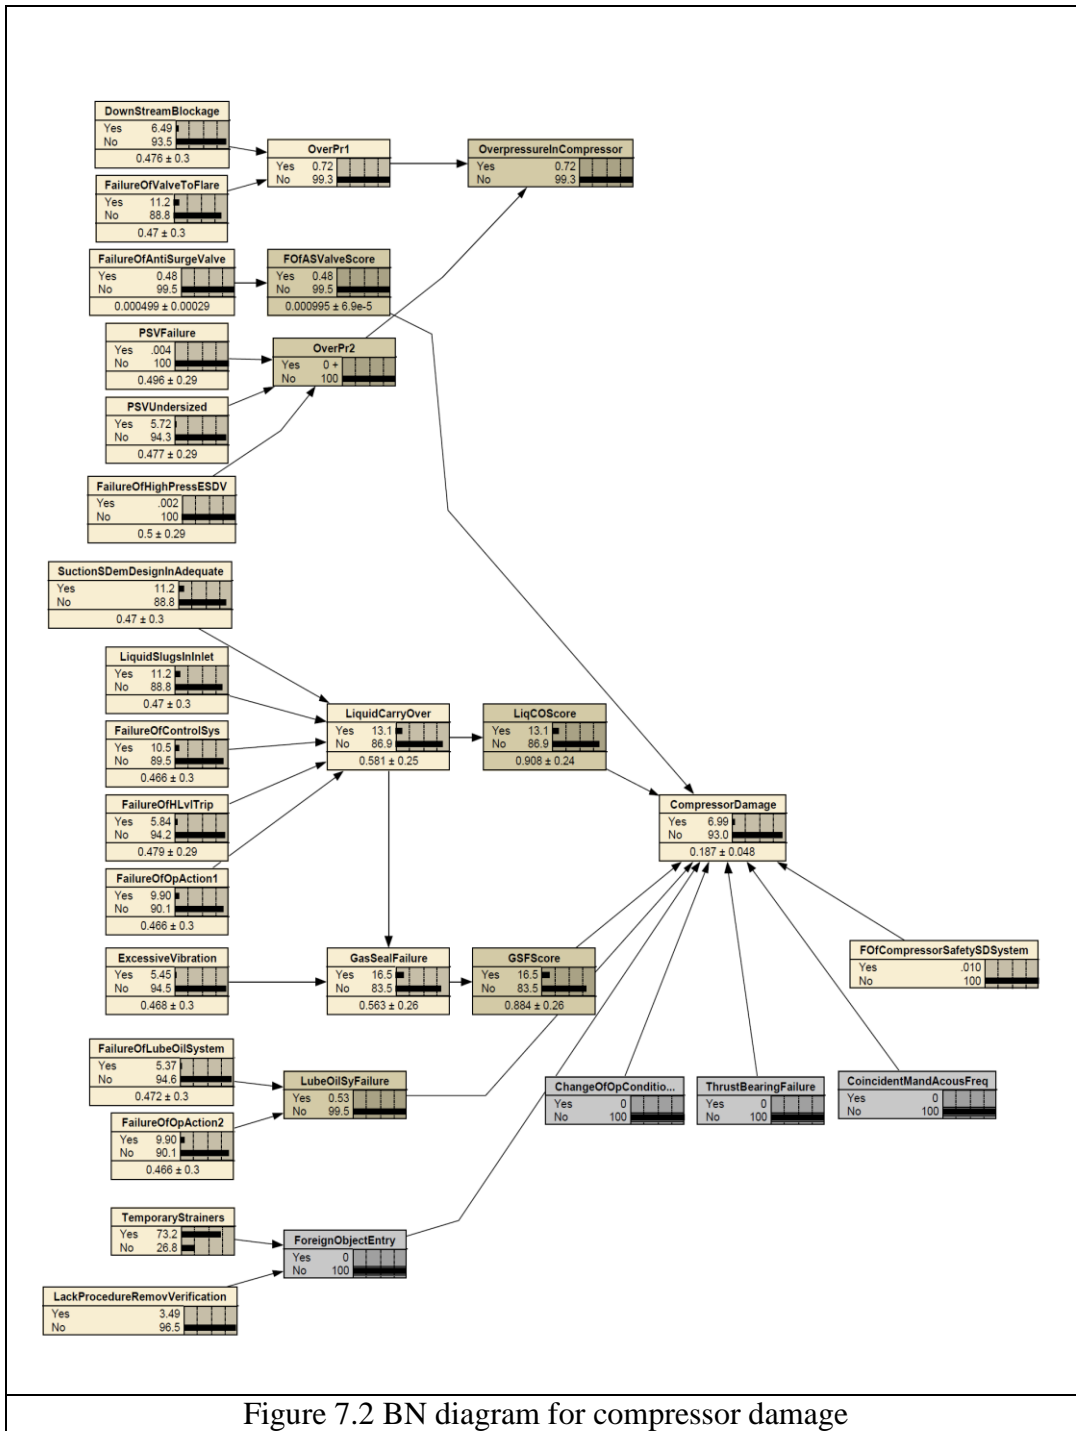 DownStreamBlockage
Yes 6.49
No 93.5
0.476 ± 0.3
OverPr1
Yes 0.72
No 99.3
OverpressureInCompressor
Yes 0.72
No 99.3
FailureOfValveToFlare
Yes 11.2
No 88.8
0.47 ± 0.3
FailureOfAntiSurgeValve
Yes 0.48
No 99.5
0.000499 ± 0.00029
FOfASValveScore
Yes 0.48
No 99.5
0.000995 ± 6.9e-5
PSVFailure
Yes .004
No 100
0.496 ± 0.29
OverPr2
Yes 0 +
No 100
PSVUndersized
Yes 5.72
No 94.3
0.477 ± 0.29
FailureOfHighPressESDV
Yes .002
No 100
0.5 ± 0.29
SuctionSDemDesignInAdequate
Yes 11.2
No 88.8
0.47 ± 0.3
LiquidSlugsInInlet
Yes 11.2
No 88.8
0.47 ± 0.3
LiquidCarryOver
Yes 13.1
No 86.9
0.581 ± 0.25
LiqCOScore
Yes 13.1
No 86.9
0.908 ± 0.24
FailureOfControlSys
Yes 10.5
No 89.5
0.466 ± 0.3
FailureOfHLvlTrip
Yes 5.84
No 94.2
0.479 ± 0.29
CompressorDamage
Yes 6.99
No 93.0
0.187 ± 0.048
FailureOfOpAction1
Yes 9.90
No 90.1
0.466 ± 0.3
ExcessiveVibration
Yes 5.45
No 94.5
0.468 ± 0.3
GasSealFailure
Yes 16.5
No 83.5
0.563 ± 0.26
GSFScore
Yes 16.5
No 83.5
0.884 ± 0.26
FOfCompressorSafetySDSystem
Yes .010
No 100
FailureOfLubeOilSystem
Yes 5.37
No 94.6
0.472 ± 0.3
LubeOilSyFailure
Yes 0.53
No 99.5
ChangeOfOpConditio...
Yes 0
No 100
ThrustBearingFailure
Yes 0
No 100
CoincidentMandAcousFreq
Yes 0
No 100
FailureOfOpAction2
Yes 9.90
No 90.1
0.466 ± 0.3
TemporaryStrainers
Yes 73.2
No 26.8
ForeignObjectEntry
Yes 0
No 100
LackProcedureRemovVerification
Yes 3.49
No 96.5
Figure 7.2 BN diagram for compressor damage